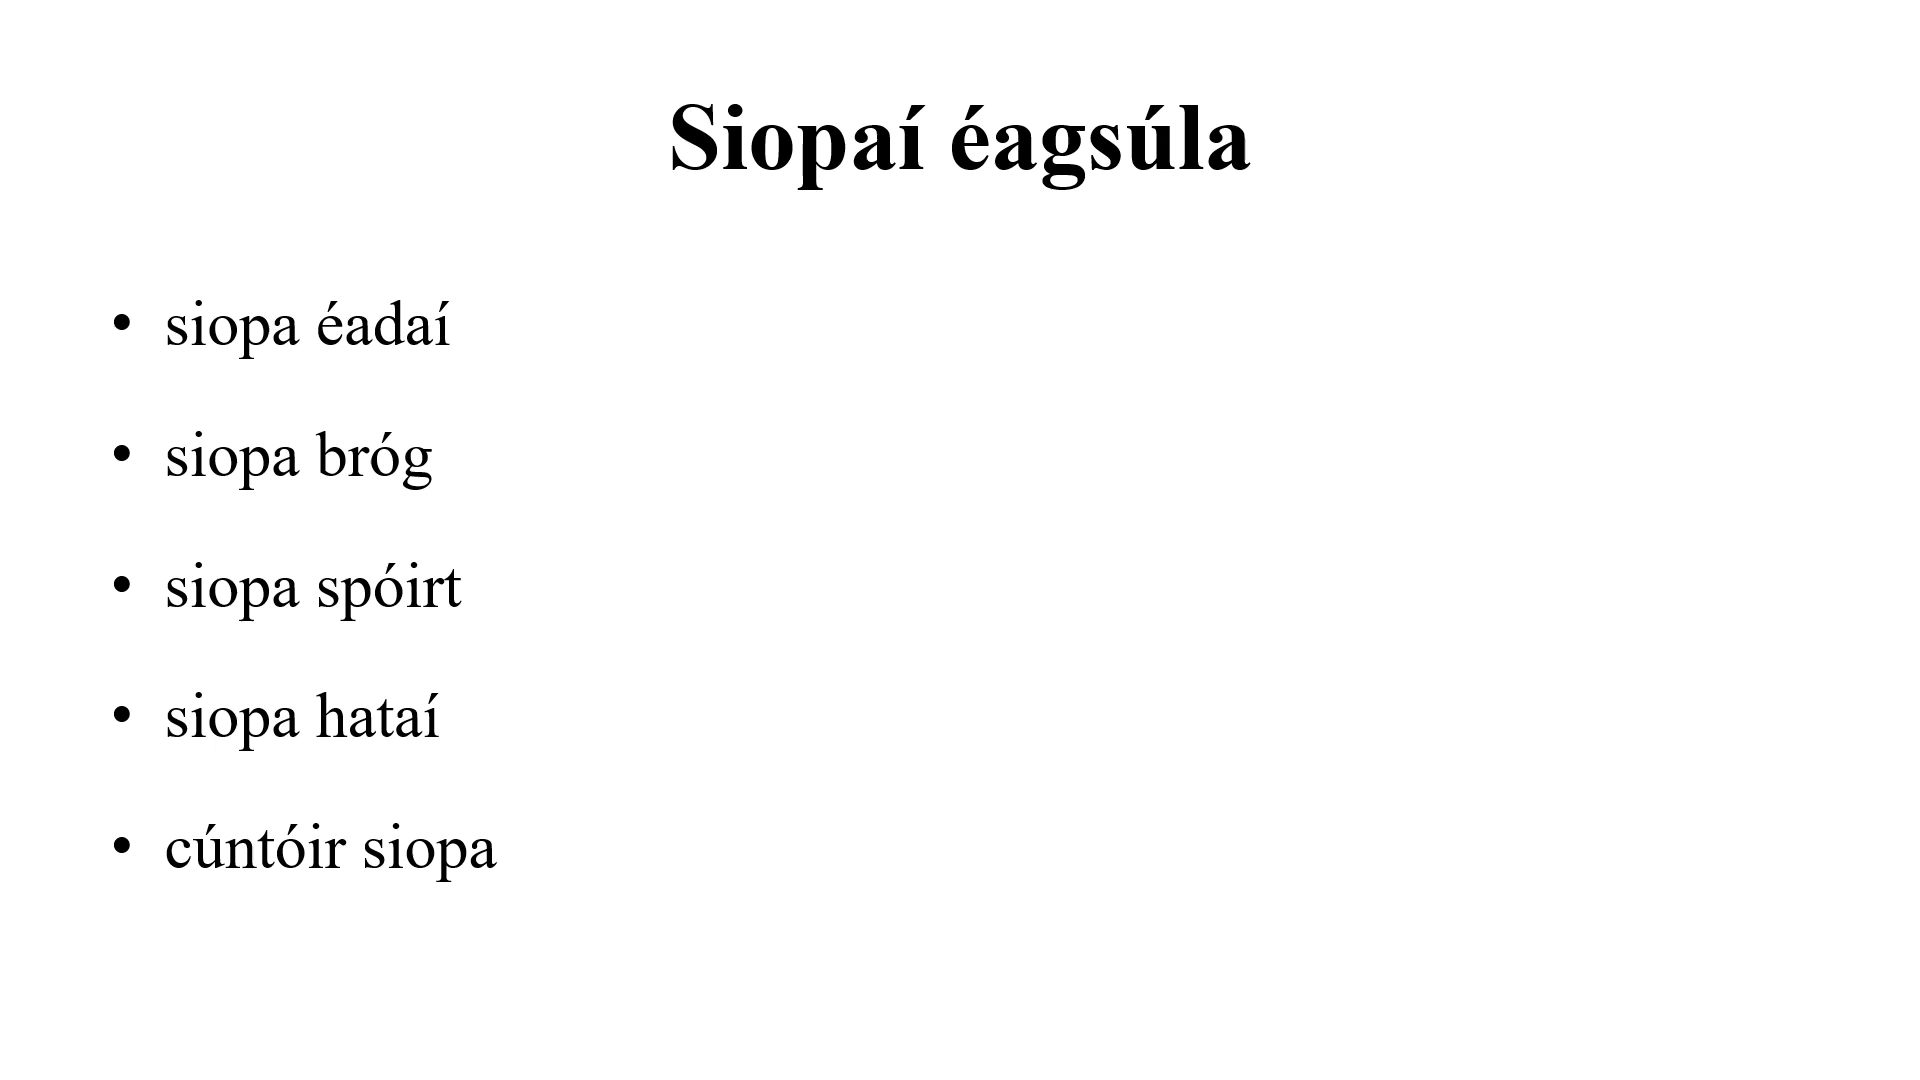 Siopaí éagsúla
• siopa éadaí
• siopa bróg
• siopa spóirt
• siopa hataí
• cúntóir siopa